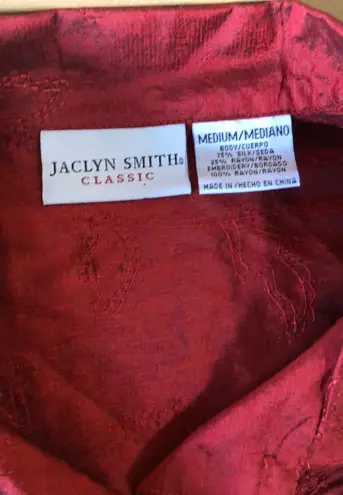 JACLYN SMITH®
CLASSIC
MEDIUM/MEDIANO
BODY/CUERPO
75% SILK/SEDA
25% RAYON/RAYON
EMBROIDERY/BORDADO
100% RAYON/RAYON
MADE IN/HECHO EN CHINA